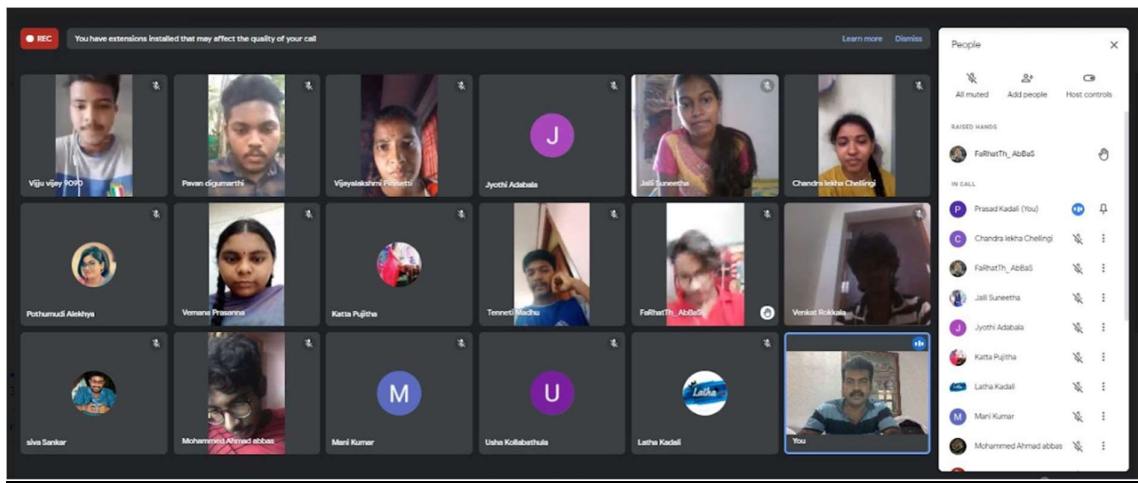 REC
You have extensions installed that may affect the quality of your call
Learn more Dismiss
Vijju vijay 9090
Pavan digumarthi
Vijayalakshmi Pinisetti
J
Jyothi Adabala
Jalli Suneetha
Chandra lekha Chellingi
Pothumudi Alekhya
Vemana Prasanna
Katta Pujitha
Tenneti Madhu
FaRhatTh_AbBaS
Venkat Rokkala
siva Sankar
Mohammed Ahmad abbas
M
Mani Kumar
U
Usha Kollabathula
Latha
Latha Kadali
You
People
All muted Add people Host controls
RAISED HANDS
FaRhatTh_AbBaS
IN CALL
P Prasad Kadali (You)
C Chandra lekha Chellingi
FaRhatTh_AbBaS
Jalli Suneetha
J Jyothi Adabala
Katta Pujitha
Latha Kadali
M Mani Kumar
Mohammed Ahmad abbas